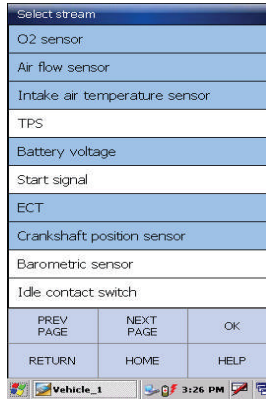 Select stream
O2 sensor
Air flow sensor
Intake air temperature sensor
TPS
Battery voltage
Start signal
ECT
Crankshaft position sensor
Barometric sensor
Idle contact switch
PREV PAGE
NEXT PAGE
OK
RETURN
HOME
HELP
Vehicle_1
3:26 PM